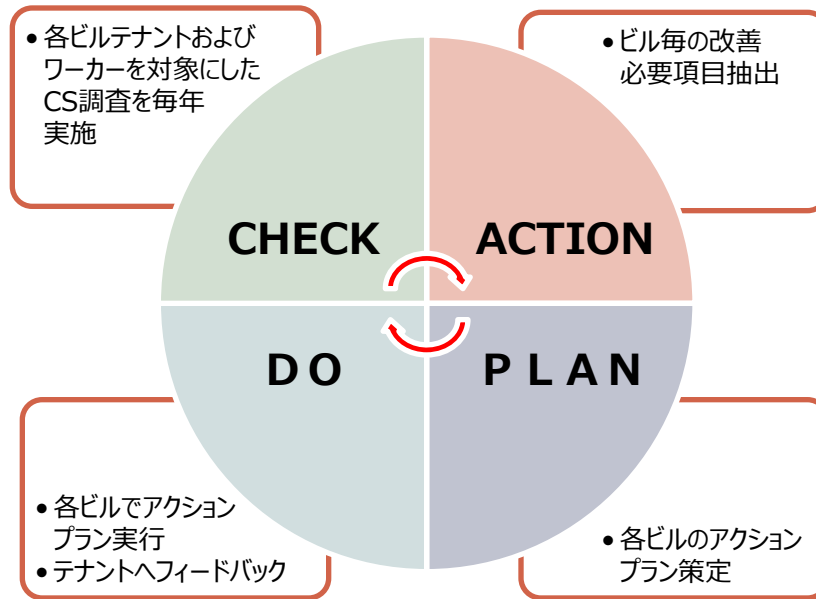 • 各ビルテナントおよび
ワーカーを対象にした
CS調査を毎年
実施
• ビル毎の改善
必要項目抽出
CHECK
ACTION
DO
PLAN
• 各ビルでアクション
プラン実行
• テナントへフィードバック
• 各ビルのアクション
プラン策定